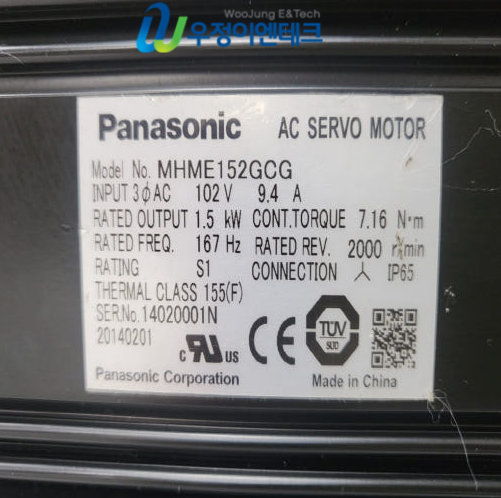 WooJung E&Tech
우정이엔테크
Panasonic AC SERVO MOTOR
Model No. MHME152GCG
INPUT 3ϕAC 102 V 9.4 A
RATED OUTPUT 1.5 kW CONT.TORQUE 7.16 N·m
RATED FREQ. 167 Hz RATED REV. 2000 r/min
RATING S1 CONNECTION 人 IP65
THERMAL CLASS 155(F)
SER.No.14020001N
20140201
c RU US CE TÜV SÜD
Panasonic Corporation Made in China